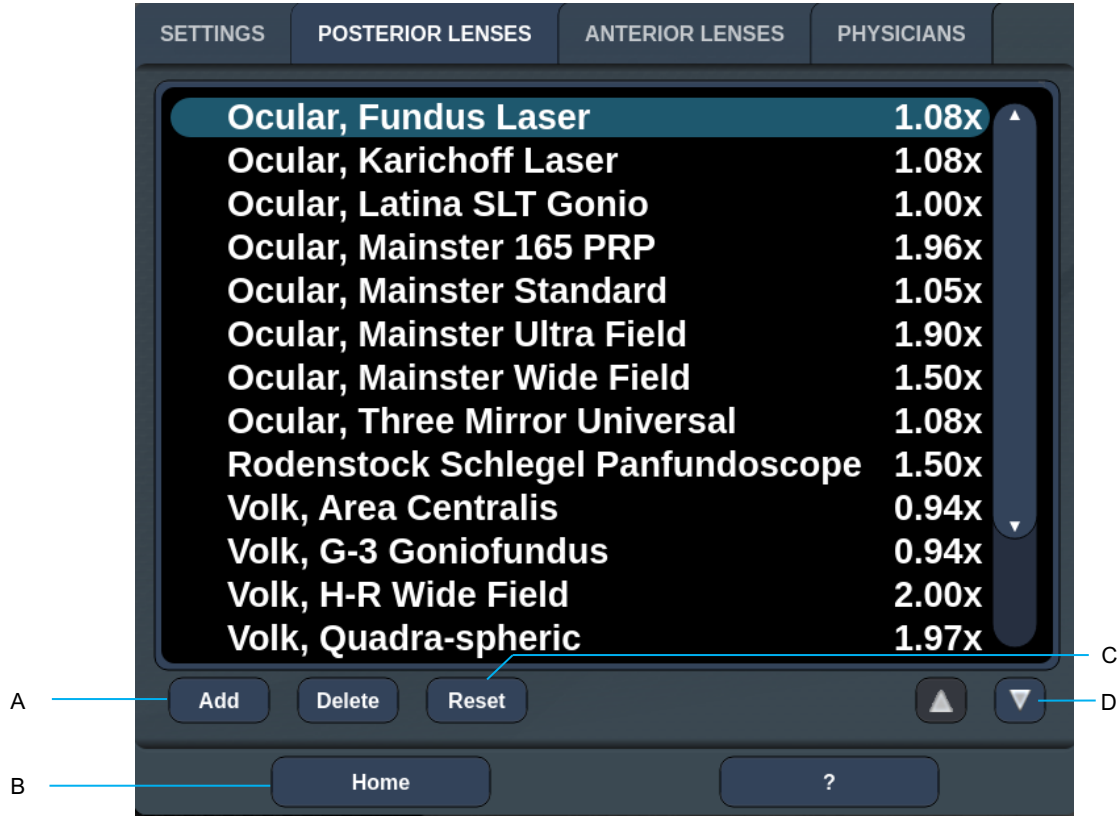 SETTINGS POSTERIOR LENSES ANTERIOR LENSES PHYSICIANS
Ocular, Fundus Laser 1.08x
Ocular, Karichoff Laser 1.08x
Ocular, Latina SLT Gonio 1.00x
Ocular, Mainster 165 PRP 1.96x
Ocular, Mainster Standard 1.05x
Ocular, Mainster Ultra Field 1.90x
Ocular, Mainster Wide Field 1.50x
Ocular, Three Mirror Universal 1.08x
Rodenstock Schlegel Panfundoscope 1.50x
Volk, Area Centralis 0.94x
Volk, G-3 Goniofundus 0.94x
Volk, H-R Wide Field 2.00x
Volk, Quadra-spheric 1.97x
C
A Add Delete Reset D
B Home ?